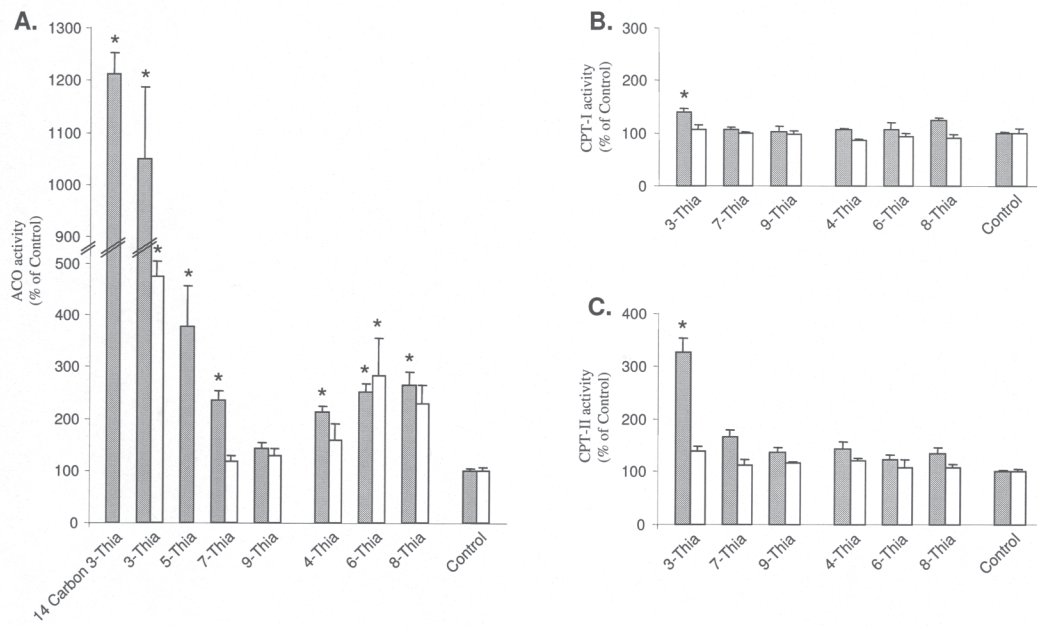 A.
ACO activity
(% of Control)
1300
1200
1100
1000
900
500
400
300
200
100
0
*
*
*
*
*
*
*
*
*
14 Carbon 3-Thia
3-Thia
5-Thia
7-Thia
9-Thia
4-Thia
6-Thia
8-Thia
Control
B.
CPT-I activity
(% of Control)
300
200
100
0
*
3-Thia
7-Thia
9-Thia
4-Thia
6-Thia
8-Thia
Control
C.
CPT-II activity
(% of Control)
400
300
200
100
0
*
3-Thia
7-Thia
9-Thia
4-Thia
6-Thia
8-Thia
Control